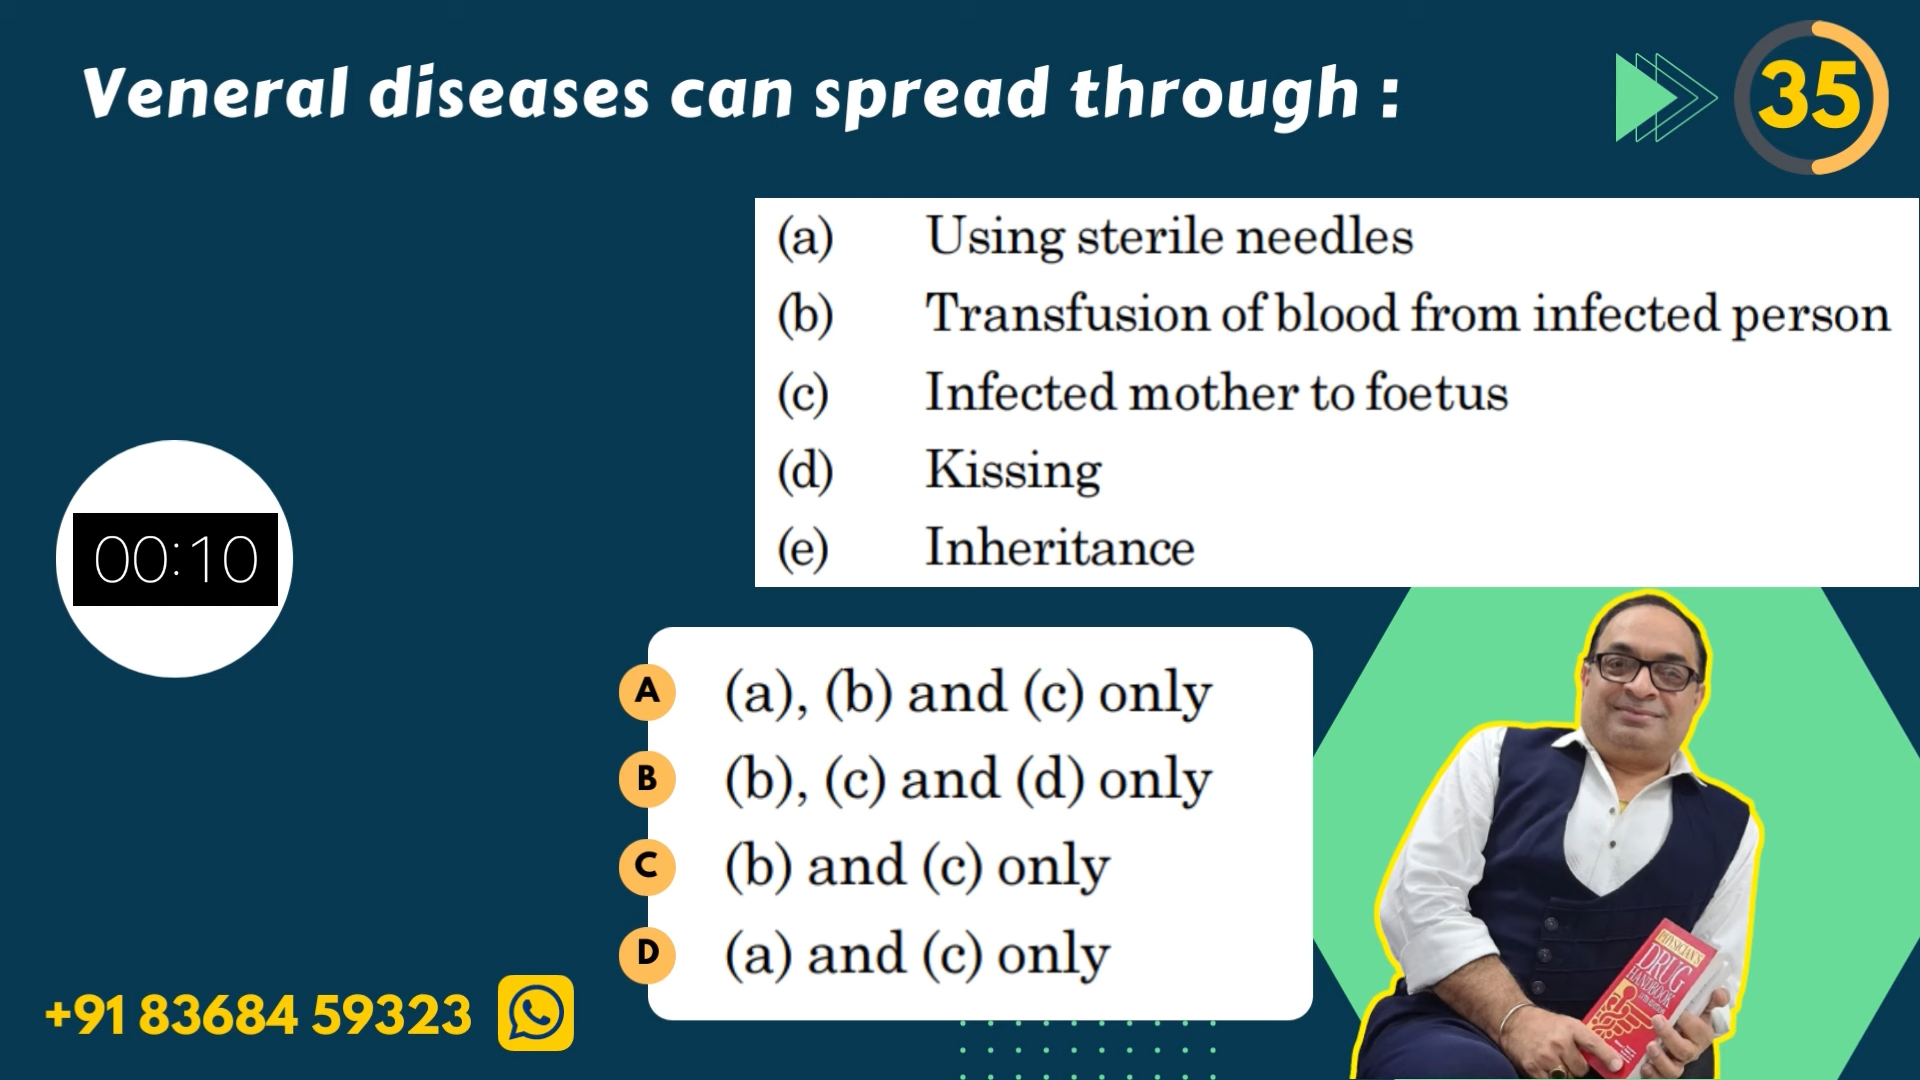 Veneral diseases can spread through :
35
(a) Using sterile needles
(b) Transfusion of blood from infected person
(c) Infected mother to foetus
(d) Kissing
(e) Inheritance
00:10
A (a), (b) and (c) only
B (b), (c) and (d) only
C (b) and (c) only
D (a) and (c) only
+91 83684 59323
PHYSICIAN'S
DRUG
HANDBOOK